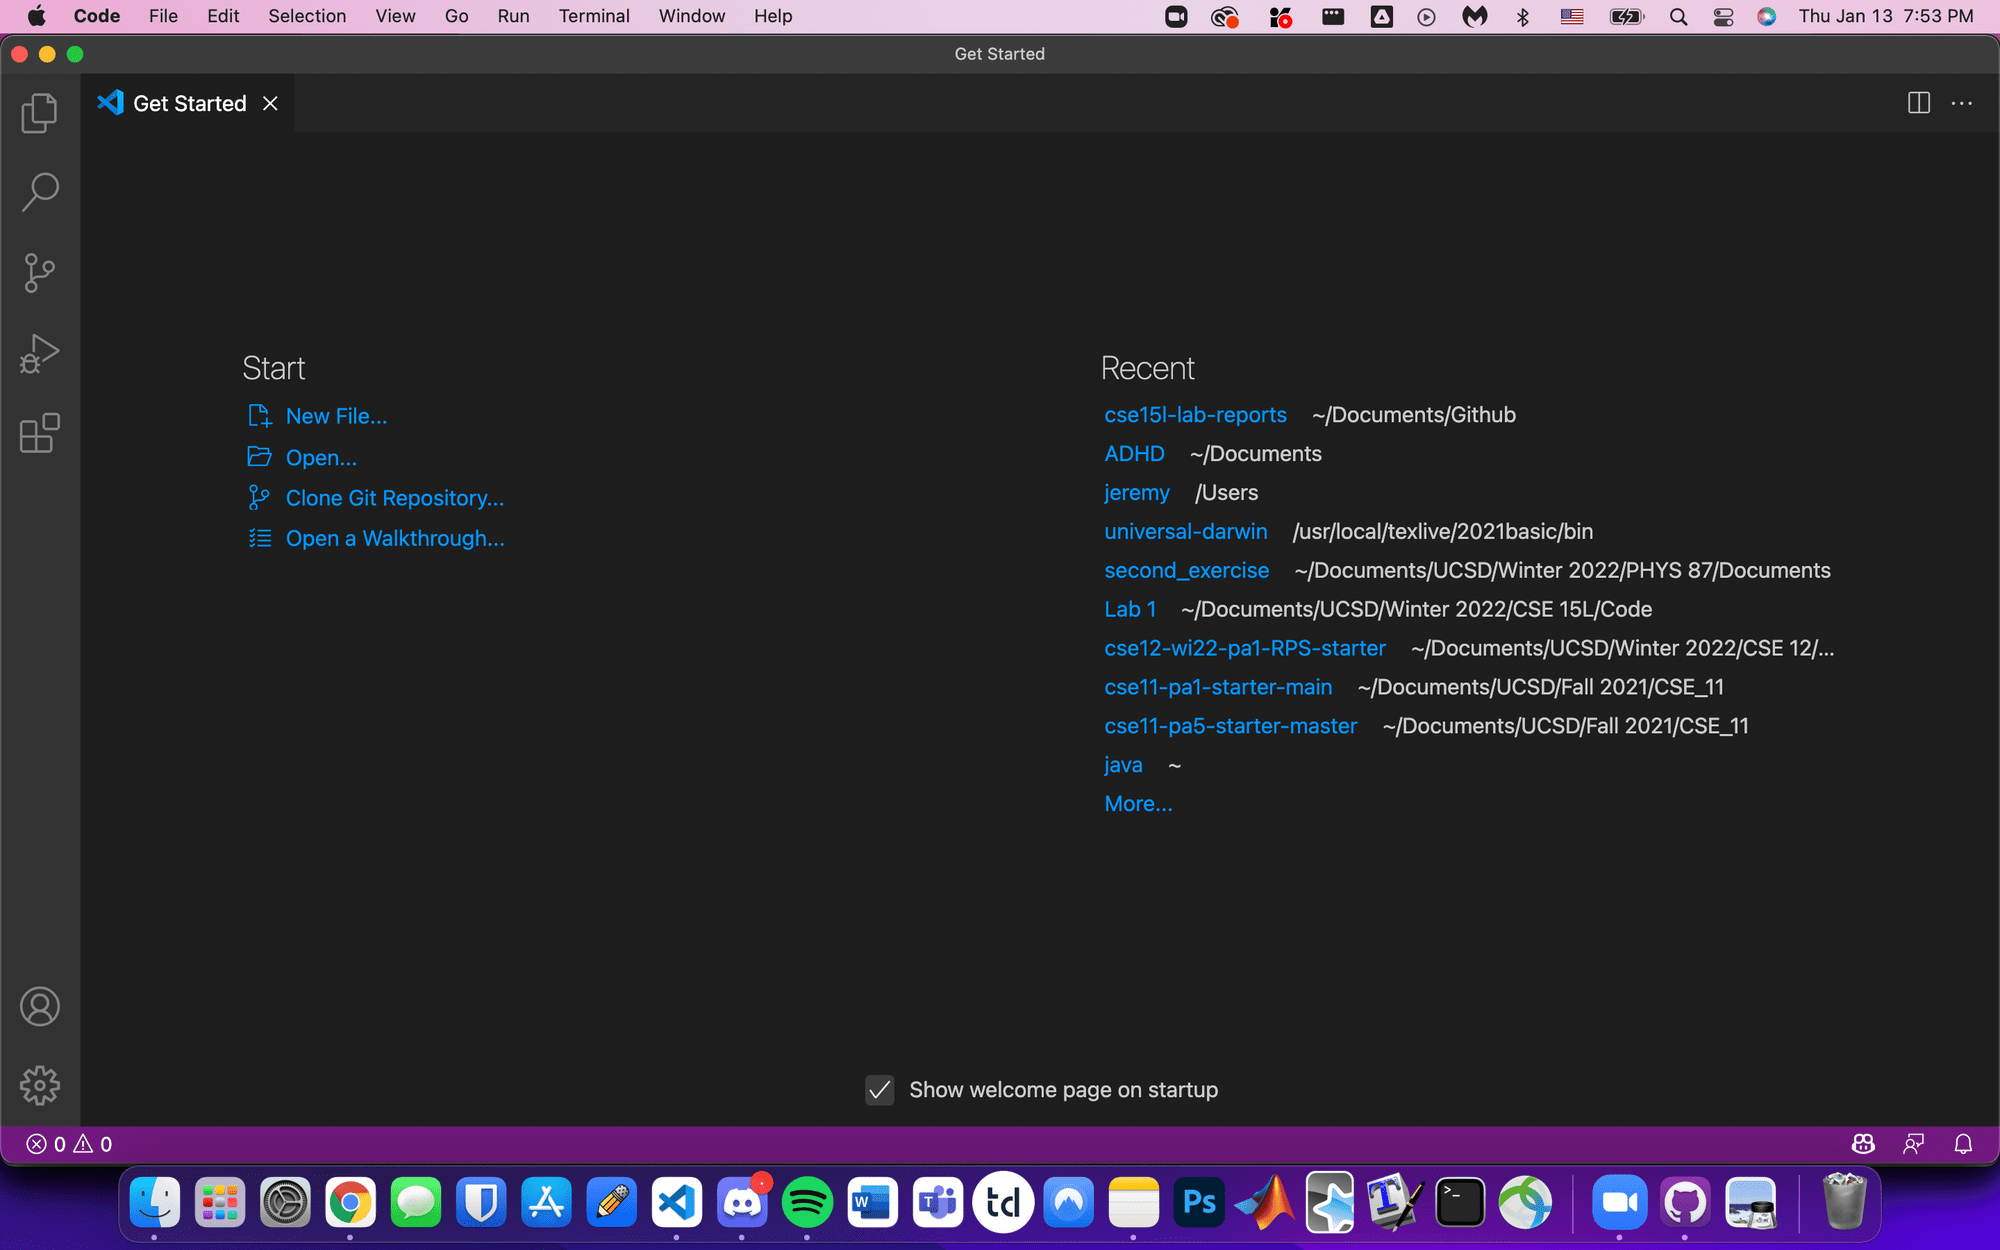 Code File Edit Selection View Go Run Terminal Window Help Thu Jan 13 7:53 PM
Get Started
Get Started
Start
New File...
Open...
Clone Git Repository...
Open a Walkthrough...
Recent
cse15l-lab-reports ~/Documents/Github
ADHD ~/Documents
jeremy /Users
universal-darwin /usr/local/texlive/2021basic/bin
second_exercise ~/Documents/UCSD/Winter 2022/PHYS 87/Documents
Lab 1 ~/Documents/UCSD/Winter 2022/CSE 15L/Code
cse12-wi22-pa1-RPS-starter ~/Documents/UCSD/Winter 2022/CSE 12/...
cse11-pa1-starter-main ~/Documents/UCSD/Fall 2021/CSE_11
cse11-pa5-starter-master ~/Documents/UCSD/Fall 2021/CSE_11
java ~
More...
Show welcome page on startup
0 0
W T td Ps T >_